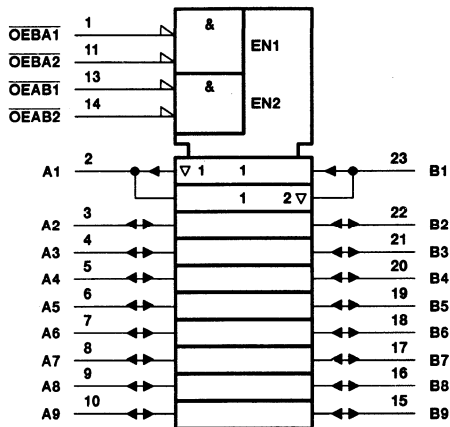 OEBA1 1 & EN1
OEBA2 11
OEAB1 13 & EN2
OEAB2 14
A1 2 ▽ 1 1 23 B1
1 2 ▽
A2 3 22 B2
A3 4 21 B3
A4 5 20 B4
A5 6 19 B5
A6 7 18 B6
A7 8 17 B7
A8 9 16 B8
A9 10 15 B9